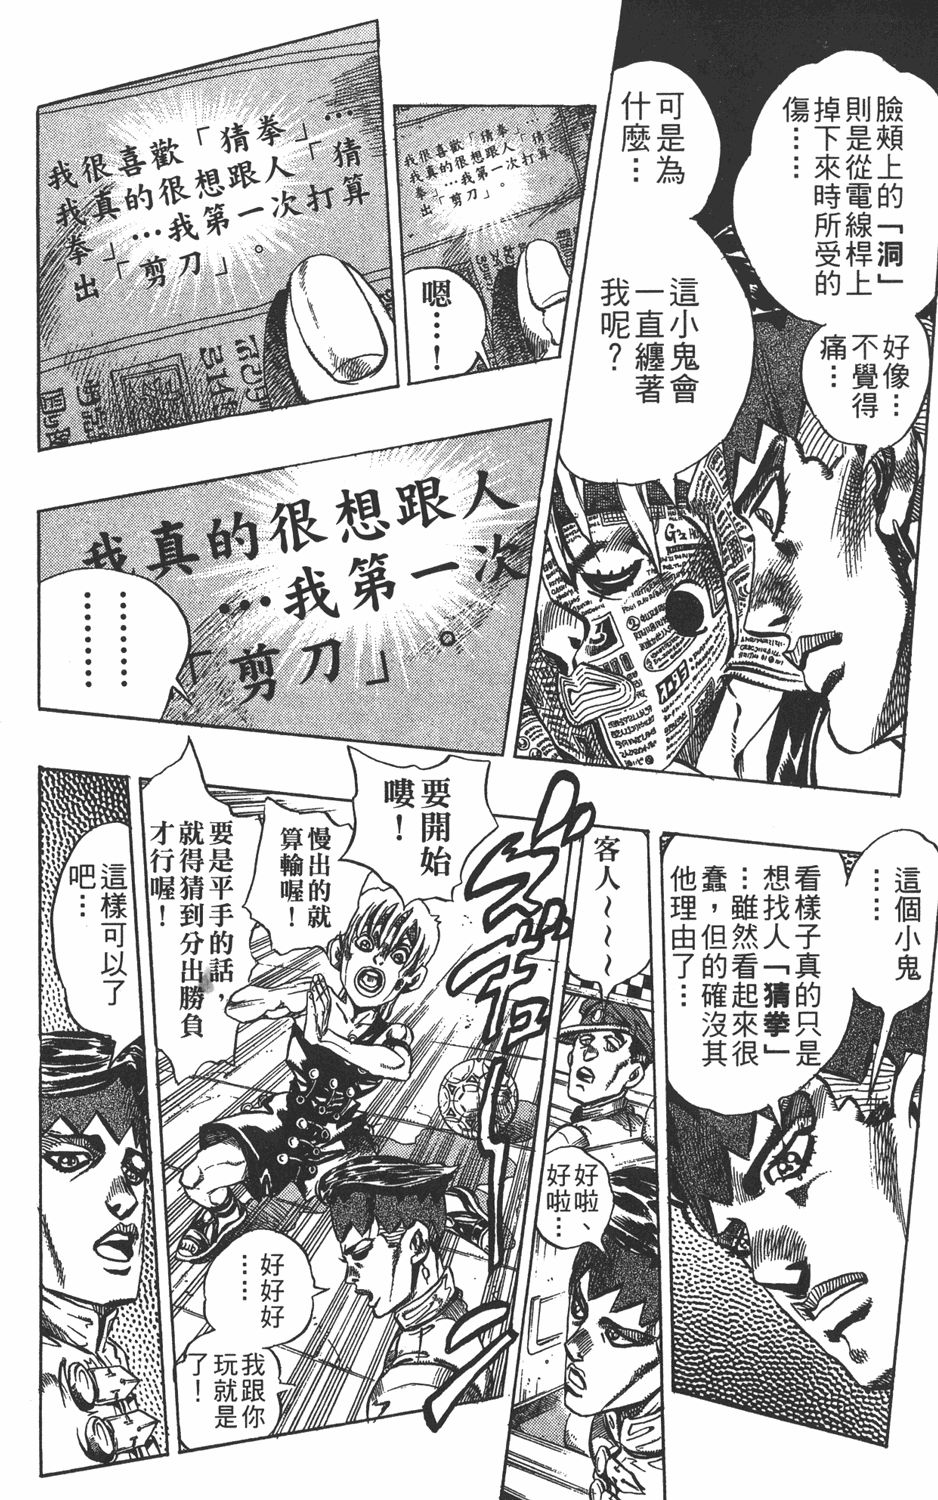 臉頰上的「洞」
則是從電線桿上
掉下來時所受的
傷……
好像…
不覺得
痛…
可是為
什麼…
這小鬼會
一直纏著
我呢？
我很喜歡「猜拳」…
我真的很想跟人「猜
拳」…我第一次打算
出「剪刀」。
嗯…！
我很喜歡「猜拳」…
我真的很想跟人「猜
拳」…我第一次打算
出「剪刀」。
我真的很想跟人
…我第一次
「剪刀」。
……
……
這個小鬼
……
看樣子真的只是
想找人「猜拳」
…雖然看起來很
蠢，但的確沒其
他理由了…
客人～～～～
好啦、
好啦…
要開始
嘍！
慢出的就
算輸喔！
要是平手的話，
就得猜到分出勝負
才行喔！
好好好
……
我跟你
玩就是
了！
這樣可以了
吧…